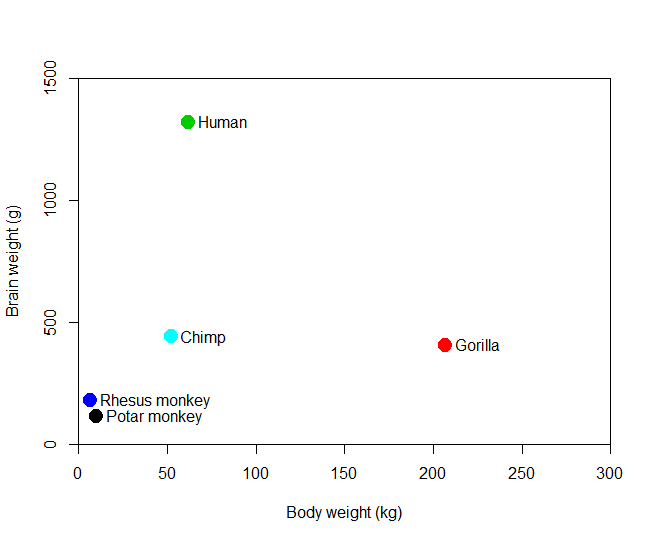 1500
1000
500
0
Brain weight (g)
Human
Chimp
Gorilla
Rhesus monkey
Potar monkey
0 50 100 150 200 250 300
Body weight (kg)